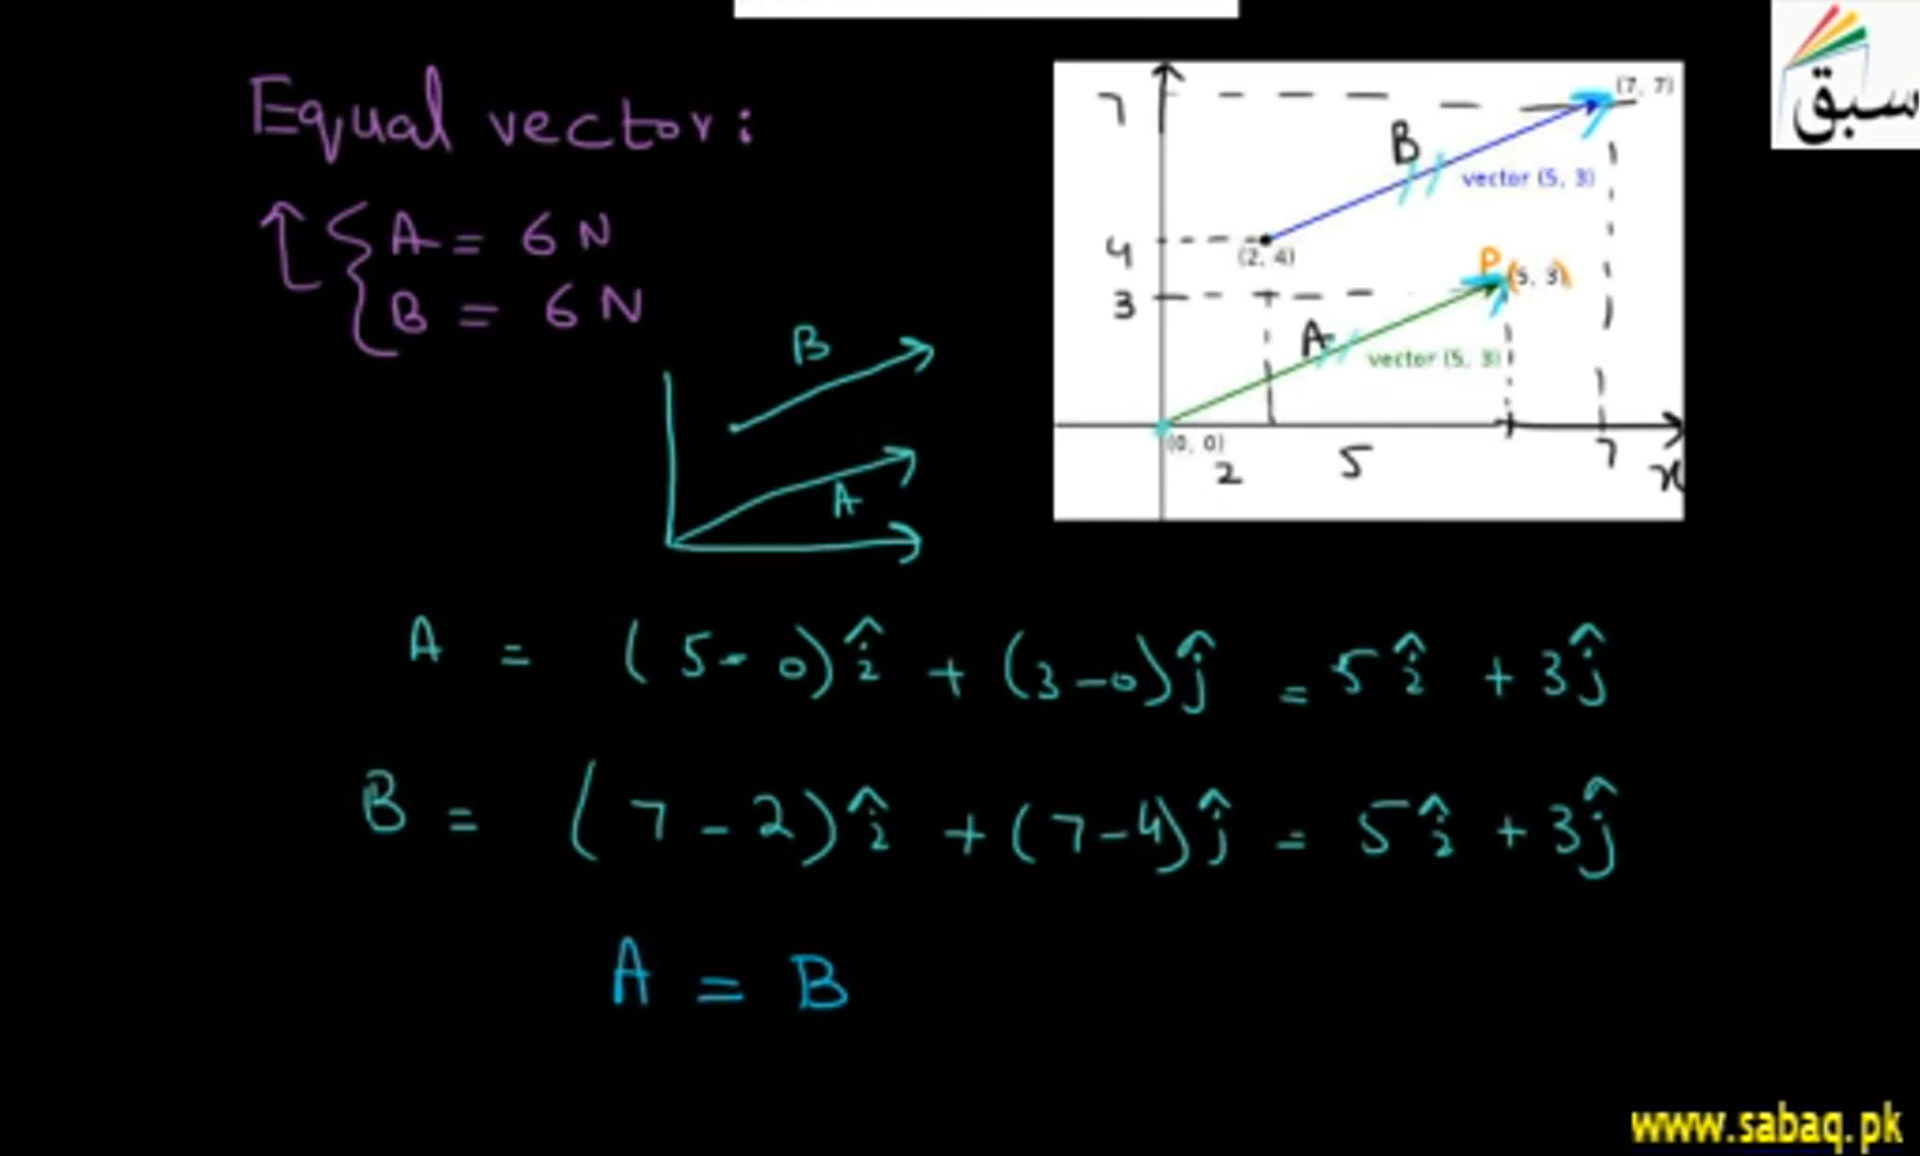 Equal vector:
A = 6 N
B = 6 N
B
A
7
4
3
(7, 7)
B
vector (5, 3)
(2, 4)
P (5, 3)
A
vector (5, 3)
(0, 0)
2
5
7
x
سبق
A = (5-0)î + (3-0)ĵ = 5î + 3ĵ
B = (7-2)î + (7-4)ĵ = 5î + 3ĵ
A = B
www.sabaq.pk